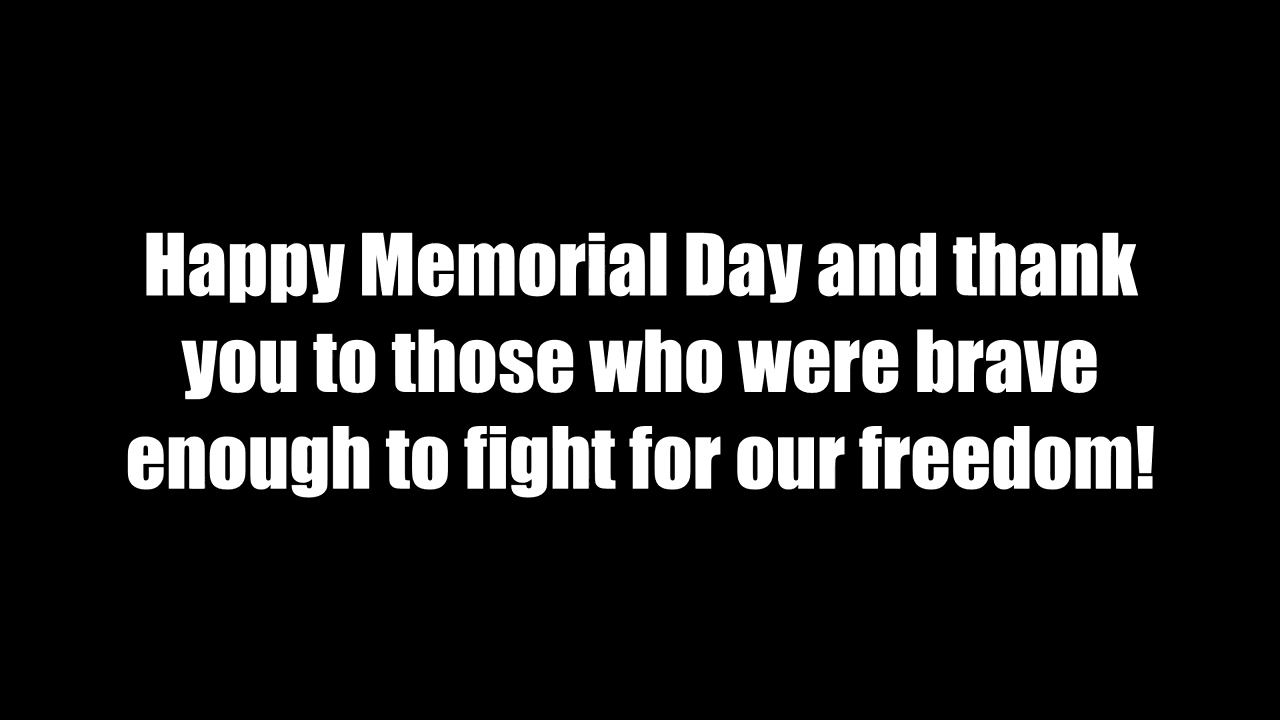 Happy Memorial Day and thank
you to those who were brave
enough to fight for our freedom!